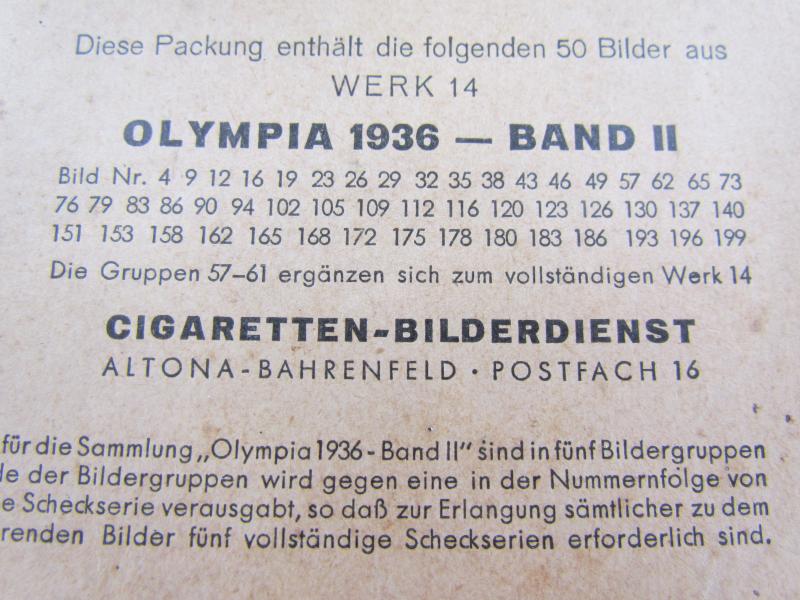 Diese Packung enthält die folgenden 50 Bilder aus
WERK 14
OLYMPIA 1936 — BAND II
Bild Nr. 4 9 12 16 19 23 26 29 32 35 38 43 46 49 57 62 65 73
76 79 83 86 90 94 102 105 109 112 116 120 123 126 130 137 140
151 153 158 162 165 168 172 175 178 180 183 186 193 196 199
Die Gruppen 57–61 ergänzen sich zum vollständigen Werk 14
CIGARETTEN-BILDERDIENST
ALTONA-BAHRENFELD · POSTFACH 16
für die Sammlung „Olympia 1936 - Band II" sind in fünf Bildergruppen
de der Bildergruppen wird gegen eine in der Nummernfolge von
e Scheckserie verausgabt, so daß zur Erlangung sämtlicher zu dem
renden Bilder fünf vollständige Scheckserien erforderlich sind.